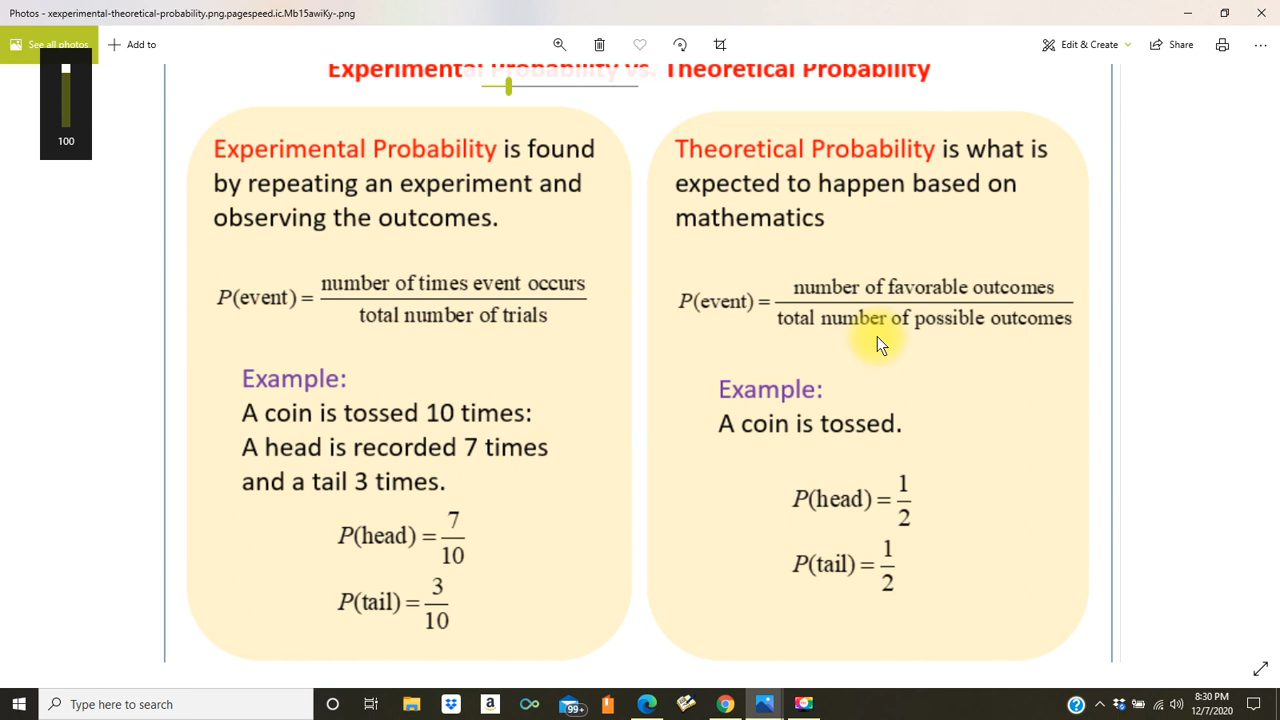 Photos - xexperimental-theoretical-probability.png.pagespeed.ic.Mb15awiKy-.png
See all photos
Add to
Edit & Create
Share
100
Experimental Probability vs. Theoretical Probability
Experimental Probability is found
by repeating an experiment and
observing the outcomes.
P(event) = number of times event occurs
total number of trials
Example:
A coin is tossed 10 times:
A head is recorded 7 times
and a tail 3 times.
P(head) = 7/10
P(tail) = 3/10
Theoretical Probability is what is
expected to happen based on
mathematics
P(event) = number of favorable outcomes
total number of possible outcomes
Example:
A coin is tossed.
P(head) = 1/2
P(tail) = 1/2
Type here to search
99+
8:30 PM
12/7/2020